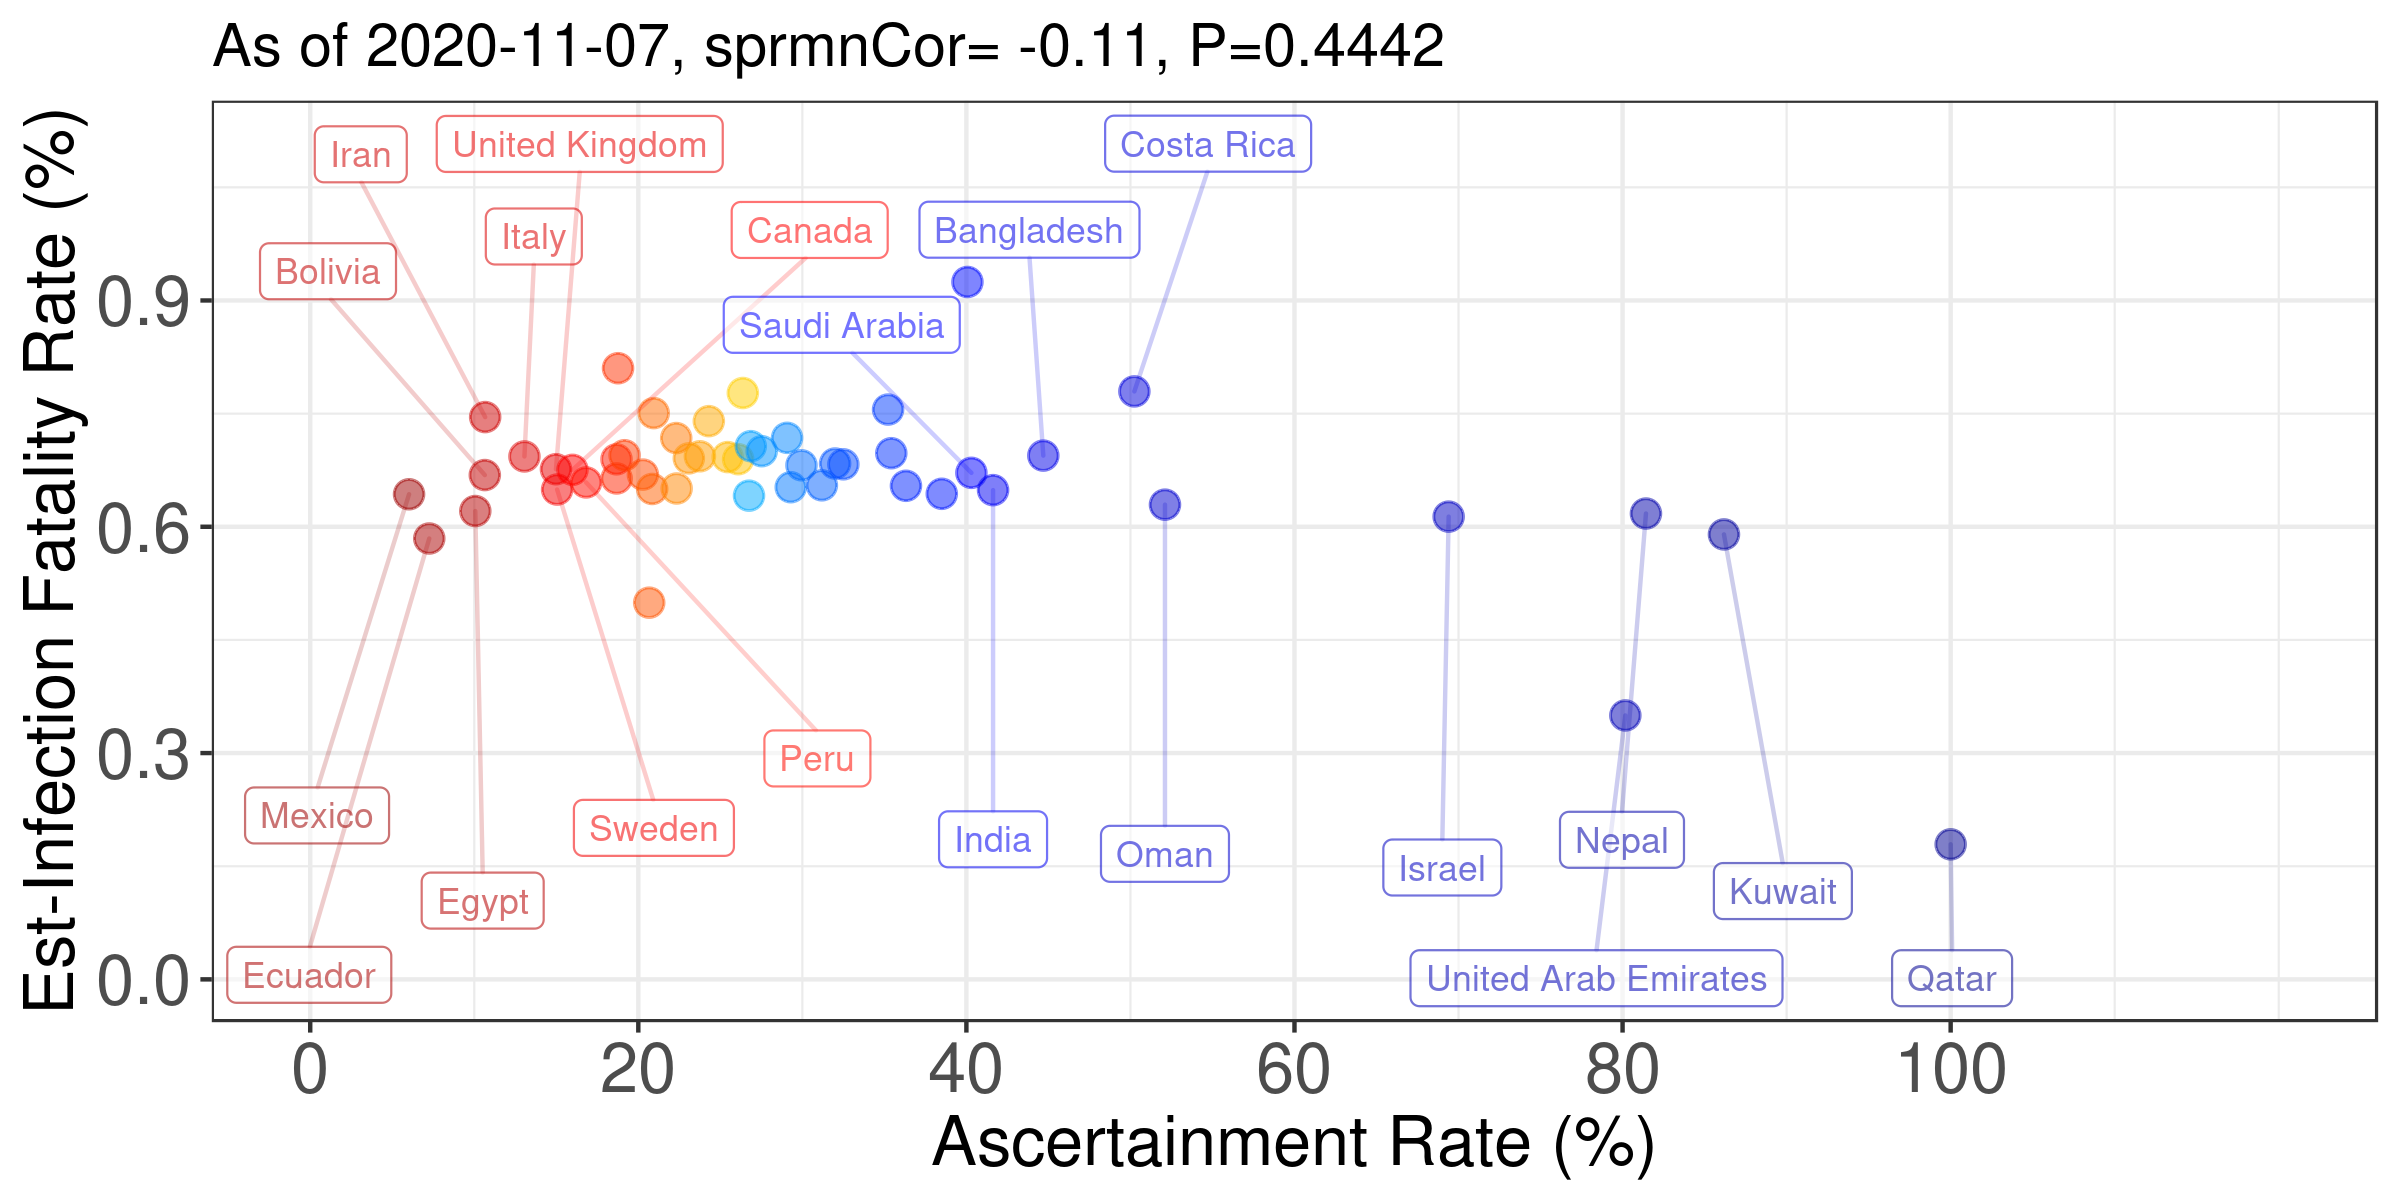 As of 2020-11-07, sprmnCor= -0.11, P=0.4442
Est-Infection Fatality Rate (%)
0.9
0.6
0.3
0.0
Iran
United Kingdom
Costa Rica
Italy
Canada
Bangladesh
Bolivia
Saudi Arabia
Peru
Mexico
Sweden
India
Oman
Nepal
Israel
Kuwait
Egypt
Ecuador
United Arab Emirates
Qatar
0
20
40
60
80
100
Ascertainment Rate (%)